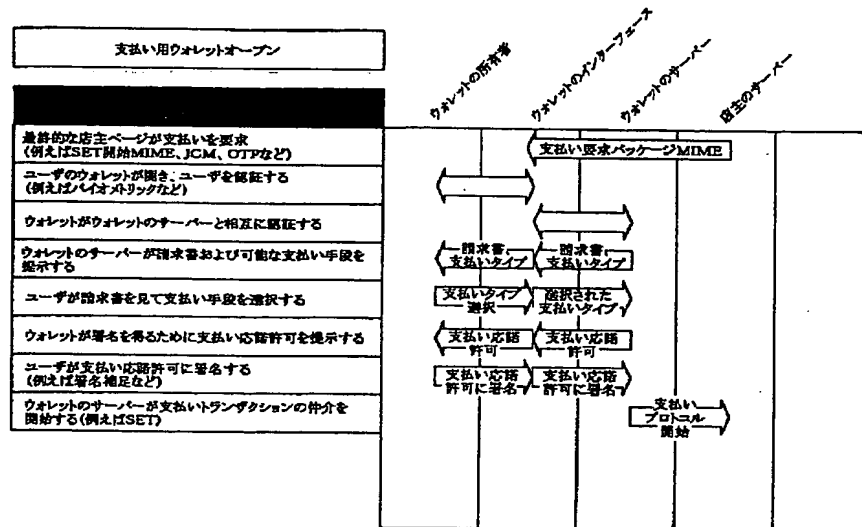 支払い用ウォレットオープン
ウォレットの所有者
ウォレットのインターフェース
ウォレットのサーバー
店主のサーバー
最終的な店主ページが支払いを要求
(例えばSET開始MIME、JCM、OTPなど)
支払い要求パッケージMIME
ユーザのウォレットが開き、ユーザを認証する
(例えばバイオメトリックなど)
ウォレットがウォレットのサーバーと相互に認証する
ウォレットのサーバーが請求書および可能な支払い手段を
提示する
請求書、
支払いタイプ
請求書、
支払いタイプ
ユーザが請求書を見て支払い手段を選択する
支払いタイプ
選択
選択された
支払いタイプ
ウォレットが署名を得るために支払い応諾許可を提示する
支払い応諾
許可
支払い応諾
許可
ユーザが支払い応諾許可に署名する
(例えば署名補足など)
支払い応諾
許可に署名
支払い応諾
許可に署名
ウォレットのサーバーが支払いトランザクションの仲介を
開始する(例えばSET)
支払い
プロトコル
開始